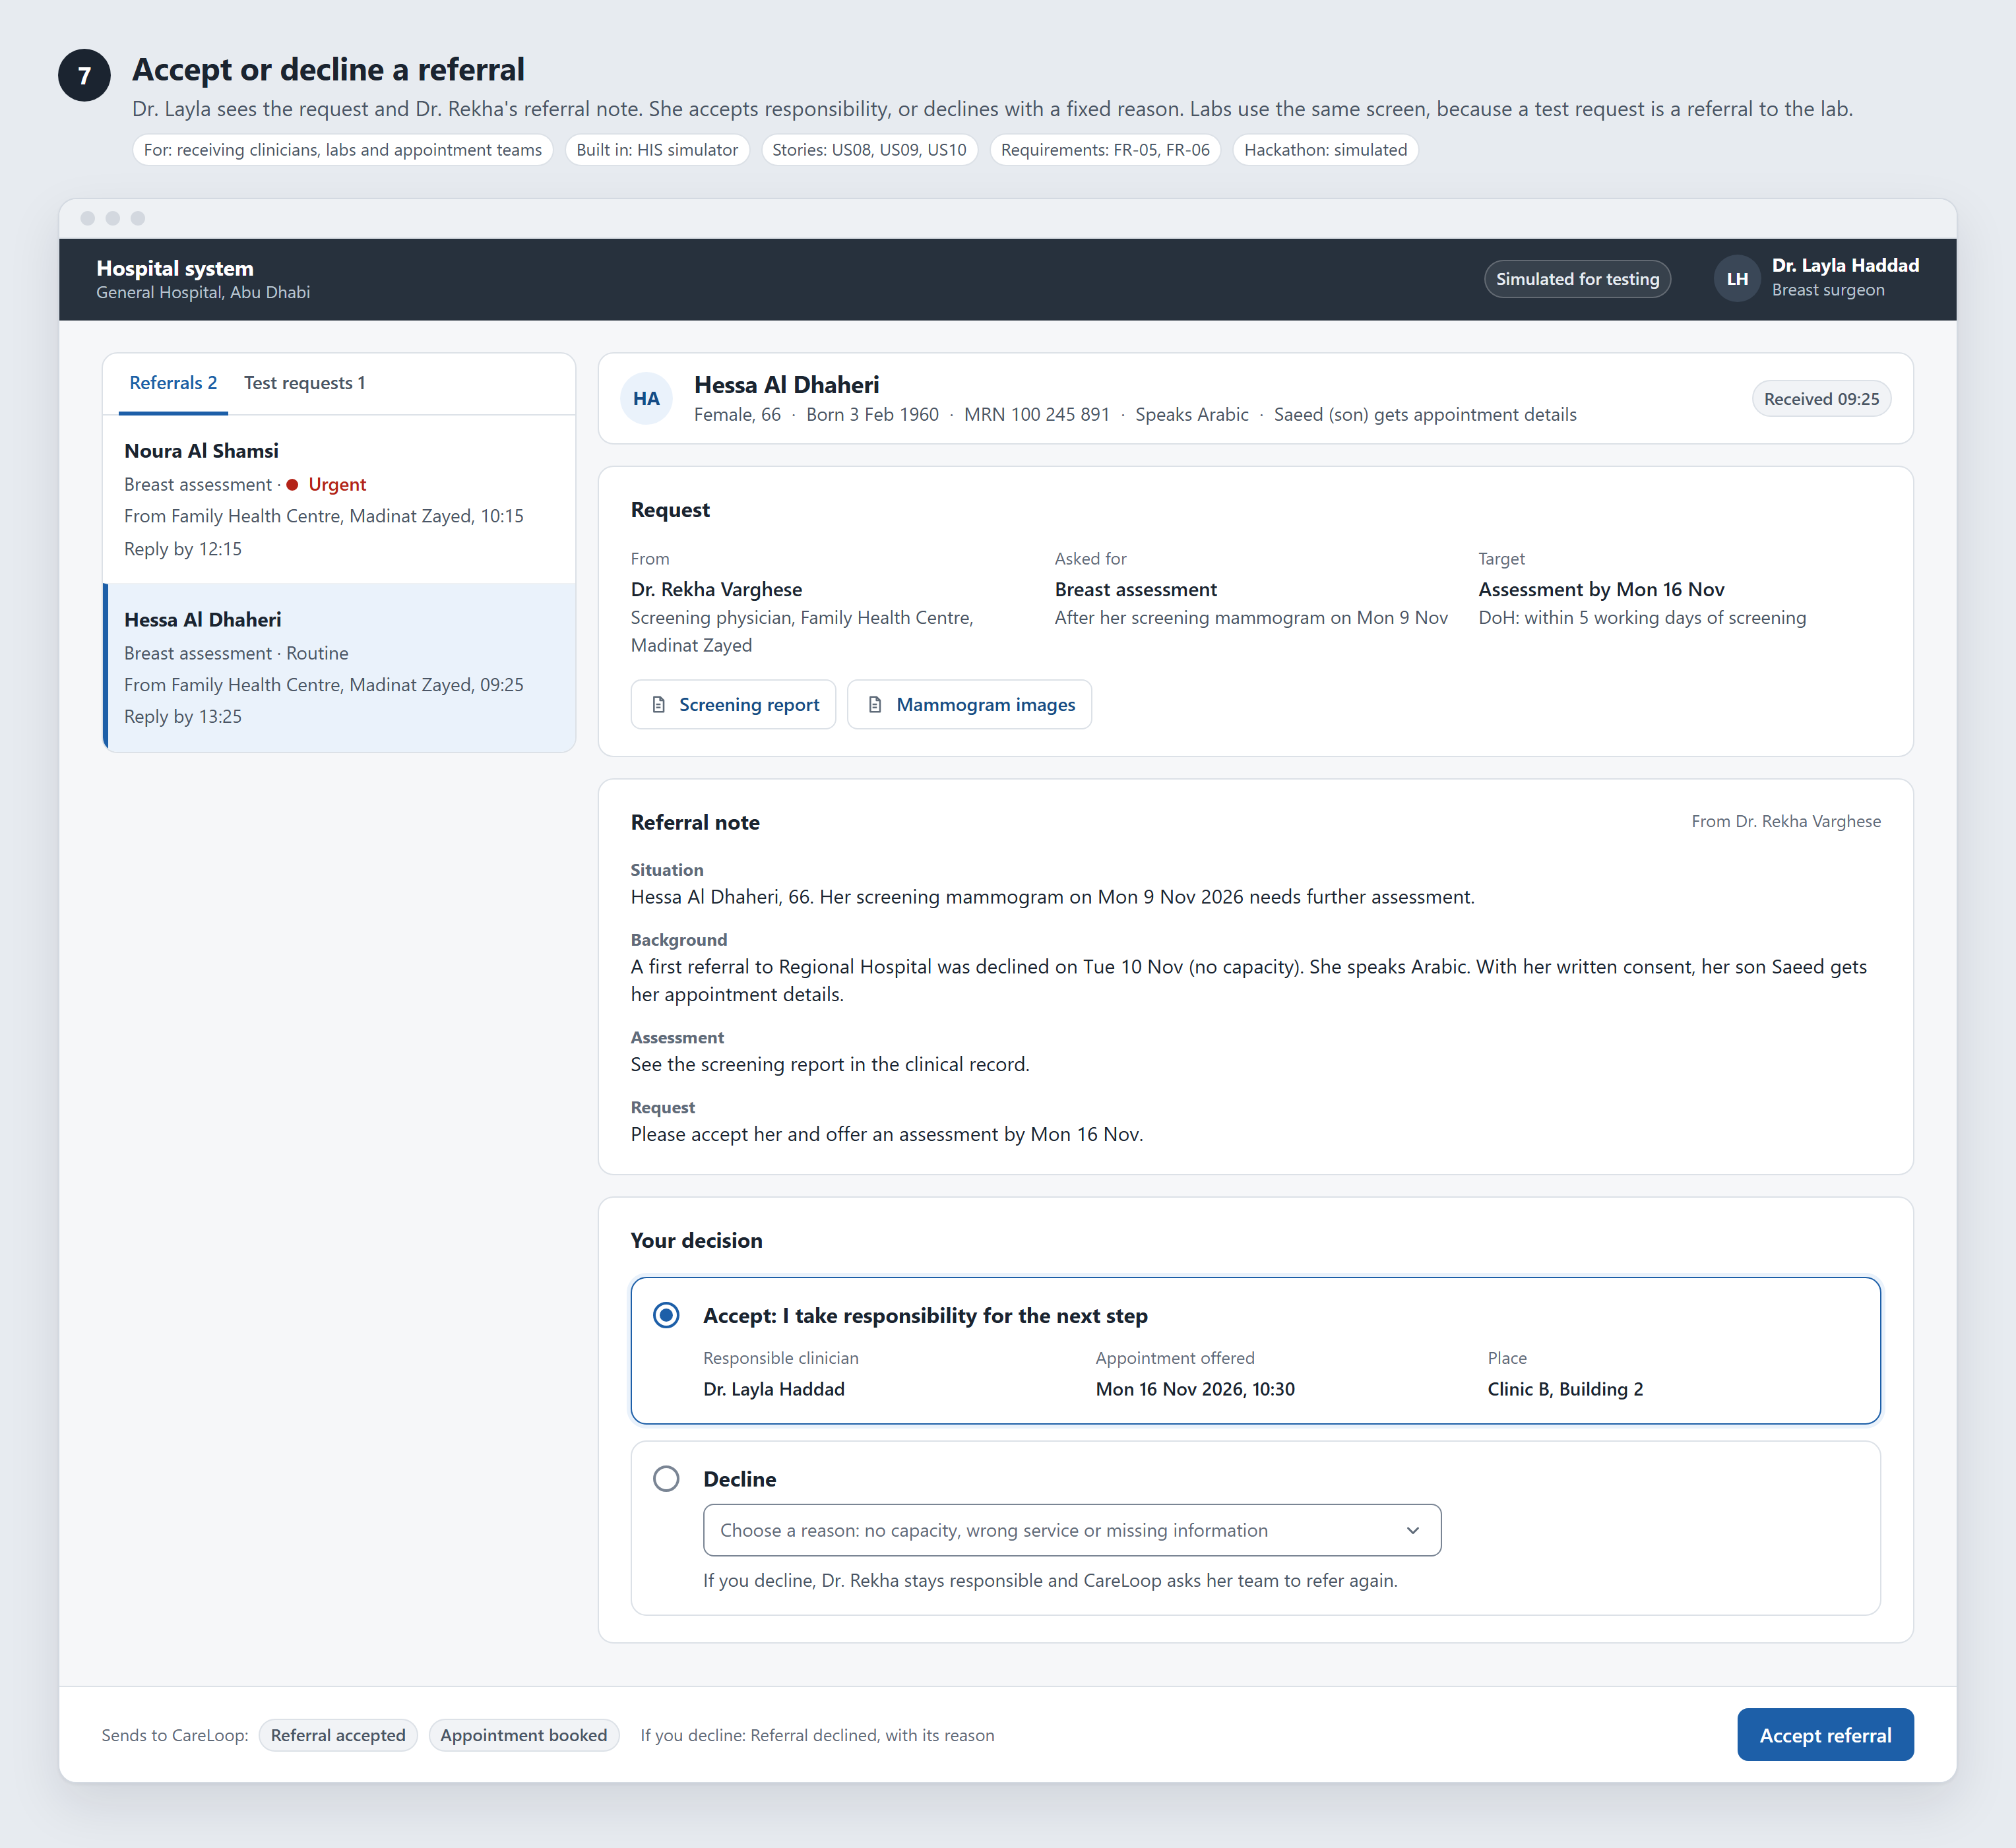 7
Accept or decline a referral
Dr. Layla sees the request and Dr. Rekha's referral note. She accepts responsibility, or declines with a fixed reason. Labs use the same screen, because a test request is a referral to the lab.
For: receiving clinicians, labs and appointment teams
Built in: HIS simulator
Stories: US08, US09, US10
Requirements: FR-05, FR-06
Hackathon: simulated
Hospital system
General Hospital, Abu Dhabi
Simulated for testing
LH
Dr. Layla Haddad
Breast surgeon
Referrals 2
Test requests 1
Noura Al Shamsi
Breast assessment · Urgent
From Family Health Centre, Madinat Zayed, 10:15
Reply by 12:15
Hessa Al Dhaheri
Breast assessment · Routine
From Family Health Centre, Madinat Zayed, 09:25
Reply by 13:25
HA
Hessa Al Dhaheri
Female, 66 · Born 3 Feb 1960 · MRN 100 245 891 · Speaks Arabic · Saeed (son) gets appointment details
Received 09:25
Request
From
Dr. Rekha Varghese
Screening physician, Family Health Centre,
Madinat Zayed
Asked for
Breast assessment
After her screening mammogram on Mon 9 Nov
Target
Assessment by Mon 16 Nov
DoH: within 5 working days of screening
Screening report
Mammogram images
Referral note
From Dr. Rekha Varghese
Situation
Hessa Al Dhaheri, 66. Her screening mammogram on Mon 9 Nov 2026 needs further assessment.
Background
A first referral to Regional Hospital was declined on Tue 10 Nov (no capacity). She speaks Arabic. With her written consent, her son Saeed gets
her appointment details.
Assessment
See the screening report in the clinical record.
Request
Please accept her and offer an assessment by Mon 16 Nov.
Your decision
Accept: I take responsibility for the next step
Responsible clinician
Dr. Layla Haddad
Appointment offered
Mon 16 Nov 2026, 10:30
Place
Clinic B, Building 2
Decline
Choose a reason: no capacity, wrong service or missing information
If you decline, Dr. Rekha stays responsible and CareLoop asks her team to refer again.
Sends to CareLoop:
Referral accepted
Appointment booked
If you decline: Referral declined, with its reason
Accept referral